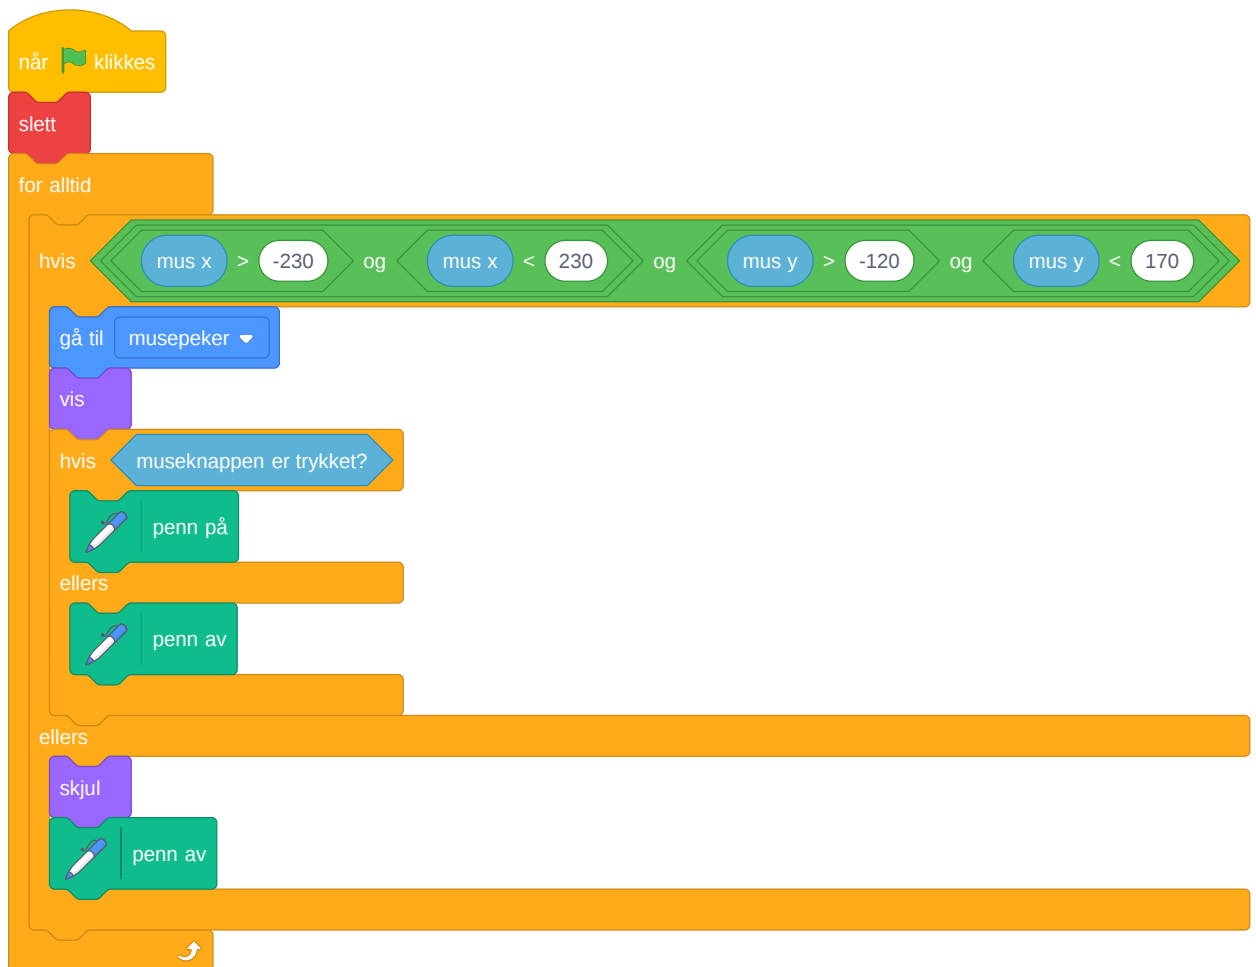 når klikkes
slett
for alltid
hvis mus x > -230 og mus x < 230 og mus y > -120 og mus y < 170
gå til musepeker
vis
hvis museknappen er trykket?
penn på
ellers
penn av
ellers
skjul
penn av